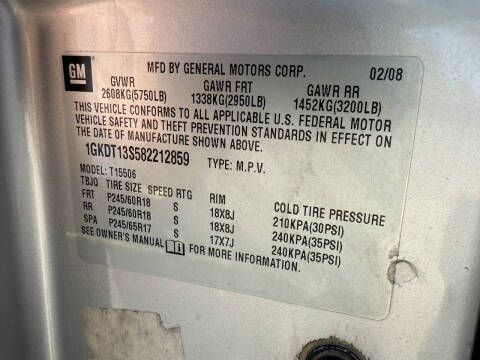 GM
MFD BY GENERAL MOTORS CORP. 02/08
GVWR GAWR FRT GAWR RR
2608KG(5750LB) 1338KG(2950LB) 1452KG(3200LB)
THIS VEHICLE CONFORMS TO ALL APPLICABLE U.S. FEDERAL MOTOR
VEHICLE SAFETY AND THEFT PREVENTION STANDARDS IN EFFECT ON
THE DATE OF MANUFACTURE SHOWN ABOVE.
1GKDT13S582212859 TYPE: M.P.V.
MODEL: T15506
TBJQ TIRE SIZE SPEED RTG RIM COLD TIRE PRESSURE
FRT P245/60R18 S 18X8J 210KPA(30PSI)
RR P245/60R18 S 18X8J 240KPA(35PSI)
SPA P245/65R17 S 17X7J 240KPA(35PSI)
SEE OWNER'S MANUAL i FOR MORE INFORMATION.